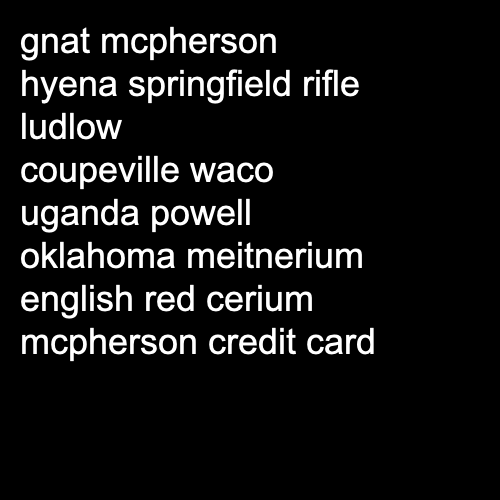 gnat mcpherson
hyena springfield rifle
ludlow
coupeville waco
uganda powell
oklahoma meitnerium
english red cerium
mcpherson credit card